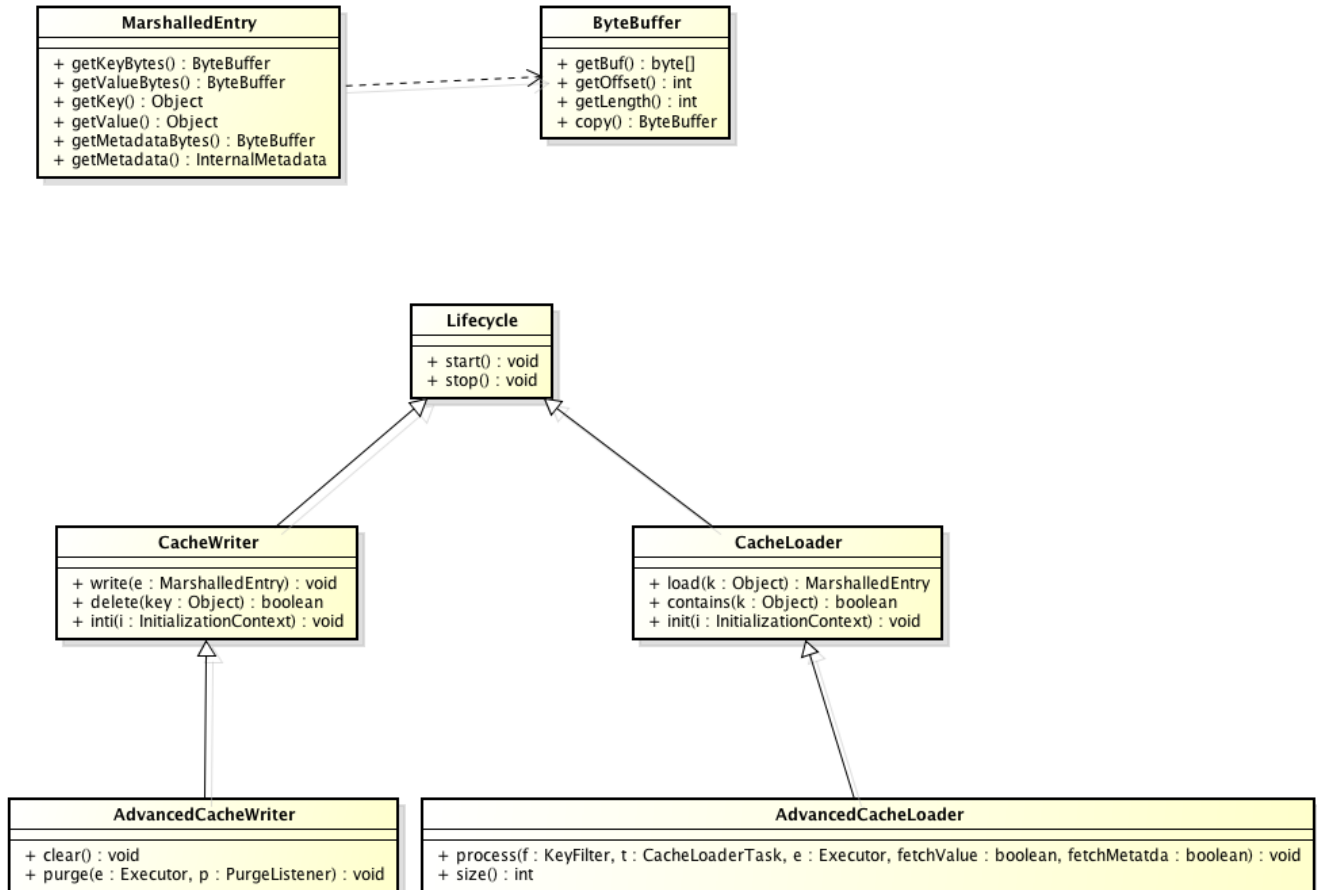 MarshalledEntry
+ getKeyBytes() : ByteBuffer
+ getValueBytes() : ByteBuffer
+ getKey() : Object
+ getValue() : Object
+ getMetadataBytes() : ByteBuffer
+ getMetadata() : InternalMetadata
ByteBuffer
+ getBuf() : byte[]
+ getOffset() : int
+ getLength() : int
+ copy() : ByteBuffer
Lifecycle
+ start() : void
+ stop() : void
CacheWriter
+ write(e : MarshalledEntry) : void
+ delete(key : Object) : boolean
+ inti(i : InitializationContext) : void
CacheLoader
+ load(k : Object) : MarshalledEntry
+ contains(k : Object) : boolean
+ init(i : InitializationContext) : void
AdvancedCacheWriter
+ clear() : void
+ purge(e : Executor, p : PurgeListener) : void
AdvancedCacheLoader
+ process(f : KeyFilter, t : CacheLoaderTask, e : Executor, fetchValue : boolean, fetchMetatda : boolean) : void
+ size() : int